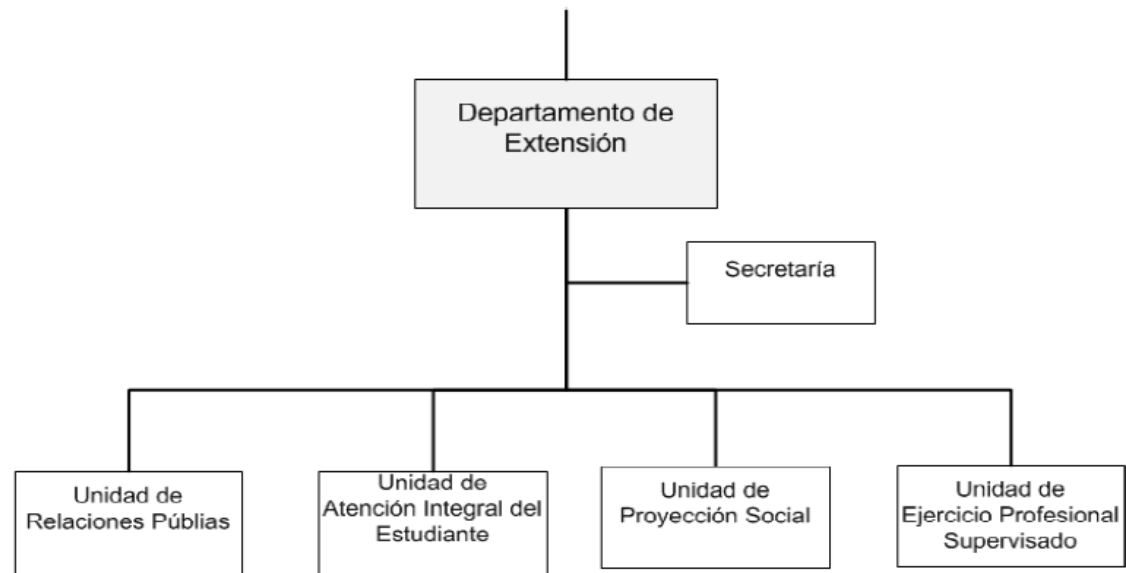 Departamento de
Extensión
Secretaría
Unidad de
Relaciones Públias
Unidad de
Atención Integral del
Estudiante
Unidad de
Proyección Social
Unidad de
Ejercicio Profesional
Supervisado